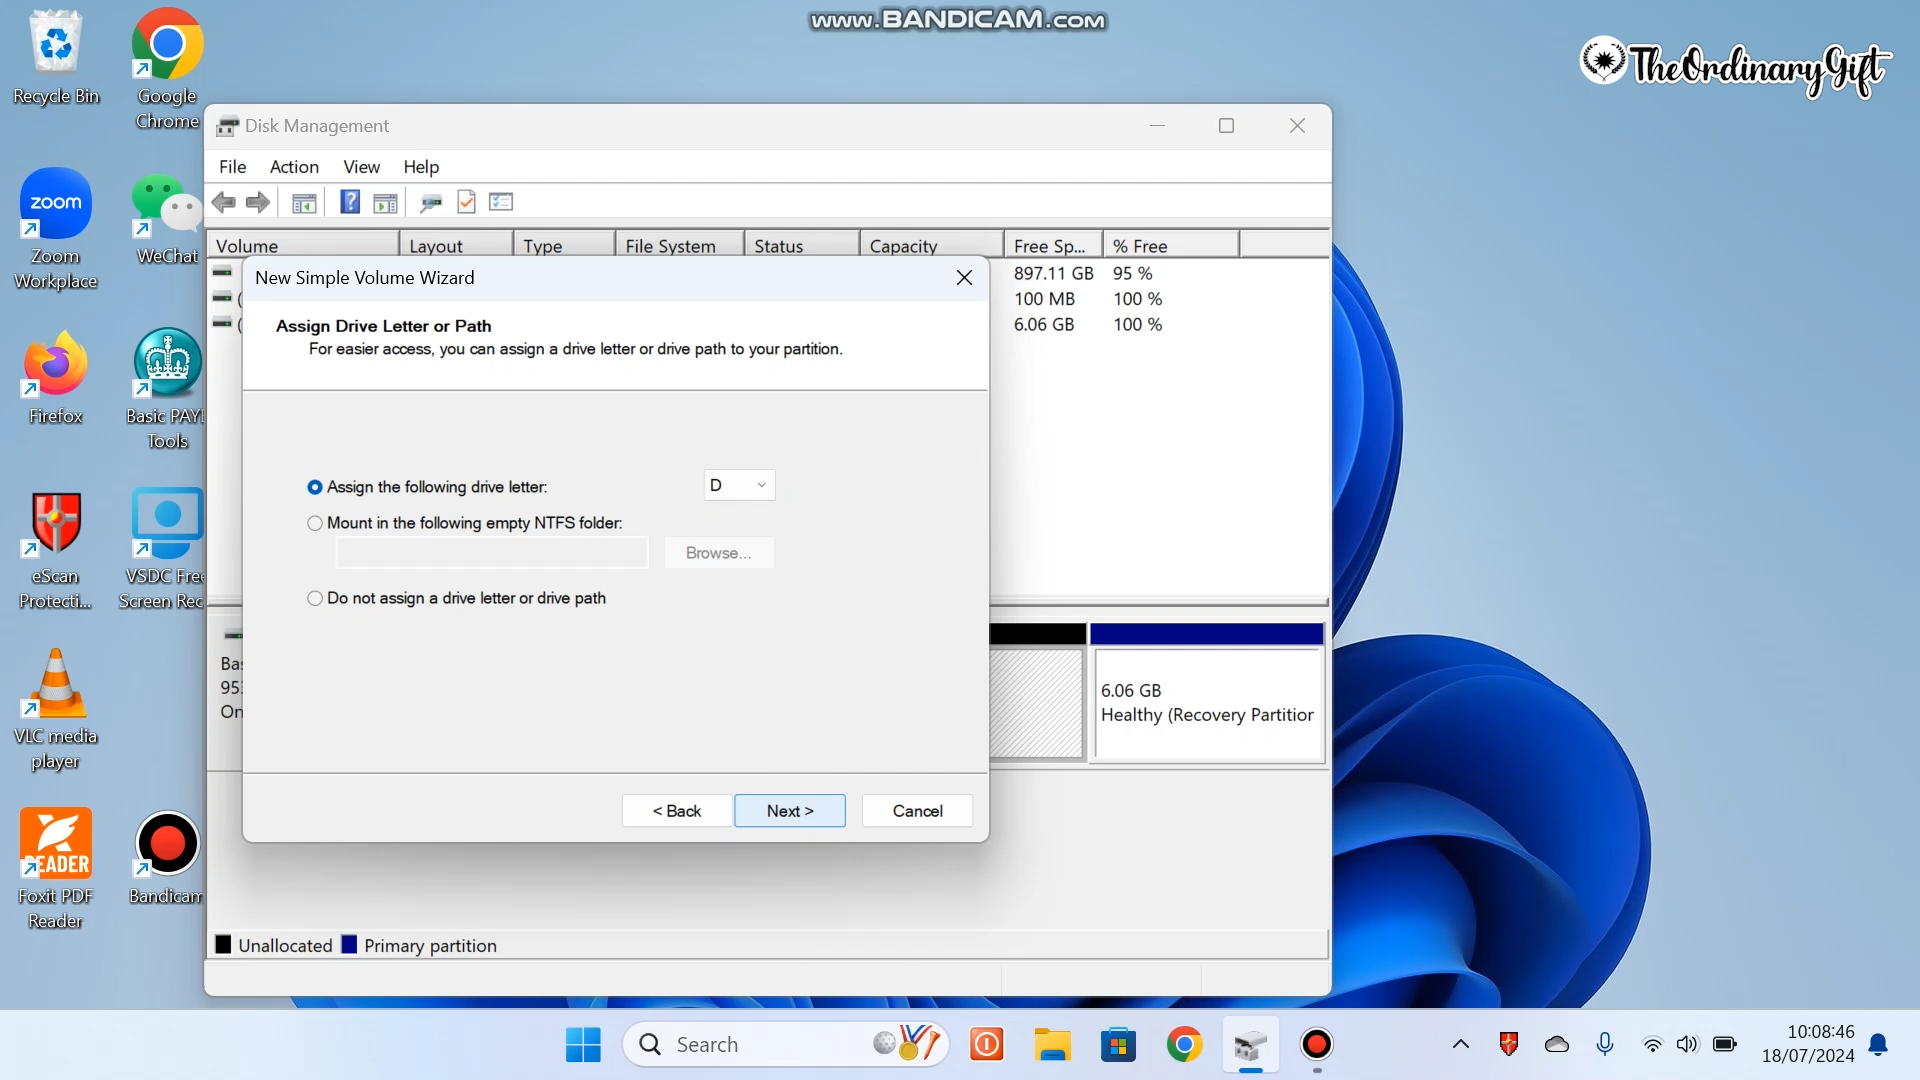 www.BANDICAM.com
TheOrdinaryGift
Recycle Bin
Google
Chrome
Zoom
Workplace
WeChat
Firefox
Basic PAYE
Tools
eScan
Protecti...
VSDC Free
Screen Rec
VLC media
player
Foxit PDF
Reader
Bandicam
zoom
READER
Disk Management
File Action View Help
Volume Layout Type File System Status Capacity Free Sp... % Free
897.11 GB 95 %
100 MB 100 %
6.06 GB 100 %
New Simple Volume Wizard
Assign Drive Letter or Path
For easier access, you can assign a drive letter or drive path to your partition.
Assign the following drive letter: D
Mount in the following empty NTFS folder:
Browse...
Do not assign a drive letter or drive path
< Back Next > Cancel
Bas
953
On
6.06 GB
Healthy (Recovery Partition
Unallocated Primary partition
Search
10:08:46
18/07/2024